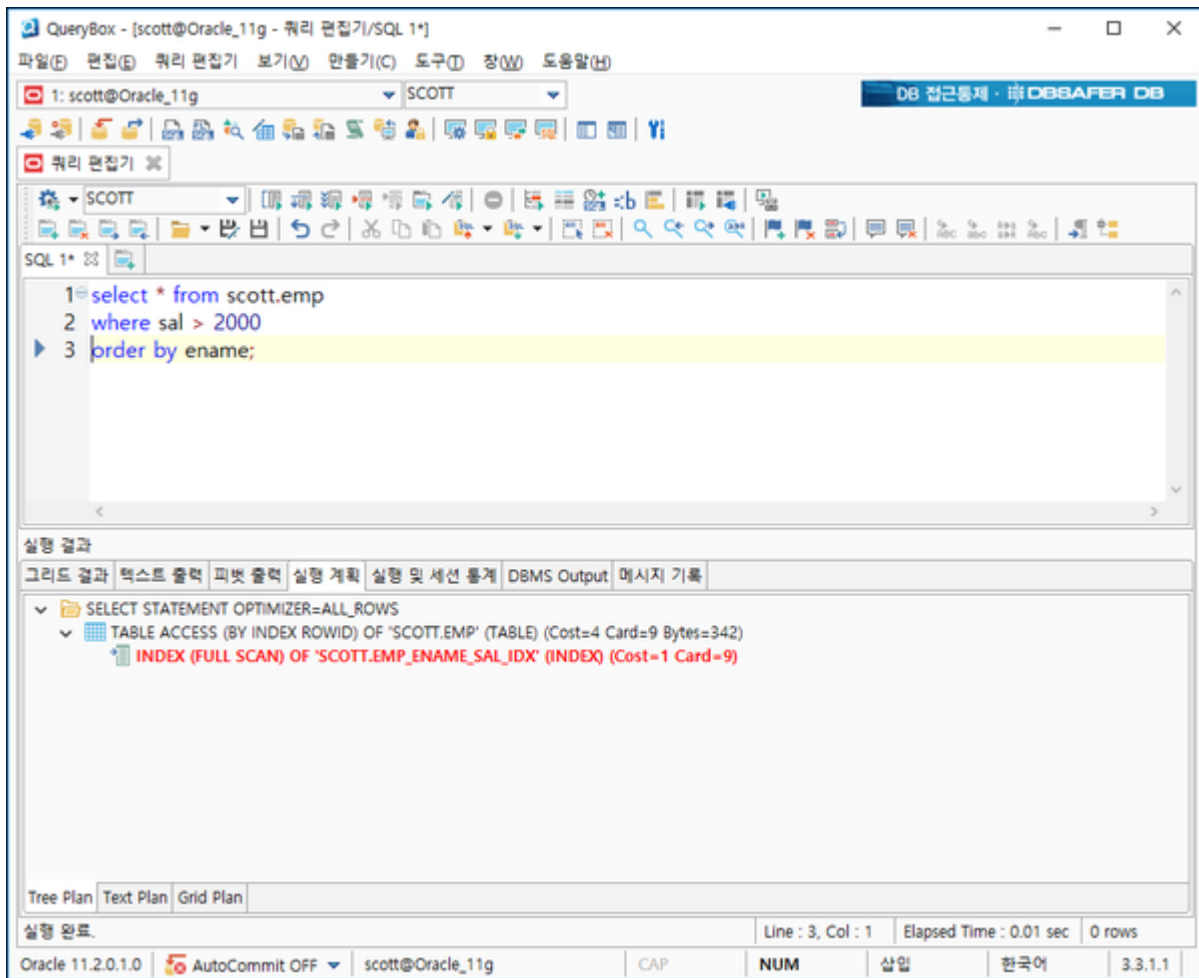 QueryBox - [scott@Oracle_11g - 쿼리 편집기/SQL 1*]
파일(F) 편집(E) 쿼리 편집기 보기(V) 만들기(C) 도구(T) 창(W) 도움말(H)
1: scott@Oracle_11g SCOTT DB 접근통제 · DBSAFER DB
쿼리 편집기
SCOTT
SQL 1*
1 select * from scott.emp
2 where sal > 2000
3 order by ename;
실행 결과
그리드 결과 텍스트 출력 피벗 출력 실행 계획 실행 및 세션 통계 DBMS Output 메시지 기록
SELECT STATEMENT OPTIMIZER=ALL_ROWS
TABLE ACCESS (BY INDEX ROWID) OF 'SCOTT.EMP' (TABLE) (Cost=4 Card=9 Bytes=342)
INDEX (FULL SCAN) OF 'SCOTT.EMP_ENAME_SAL_IDX' (INDEX) (Cost=1 Card=9)
Tree Plan Text Plan Grid Plan
실행 완료. Line : 3, Col : 1 Elapsed Time : 0.01 sec 0 rows
Oracle 11.2.0.1.0 AutoCommit OFF scott@Oracle_11g CAP NUM 삽입 한국어 3.3.1.1